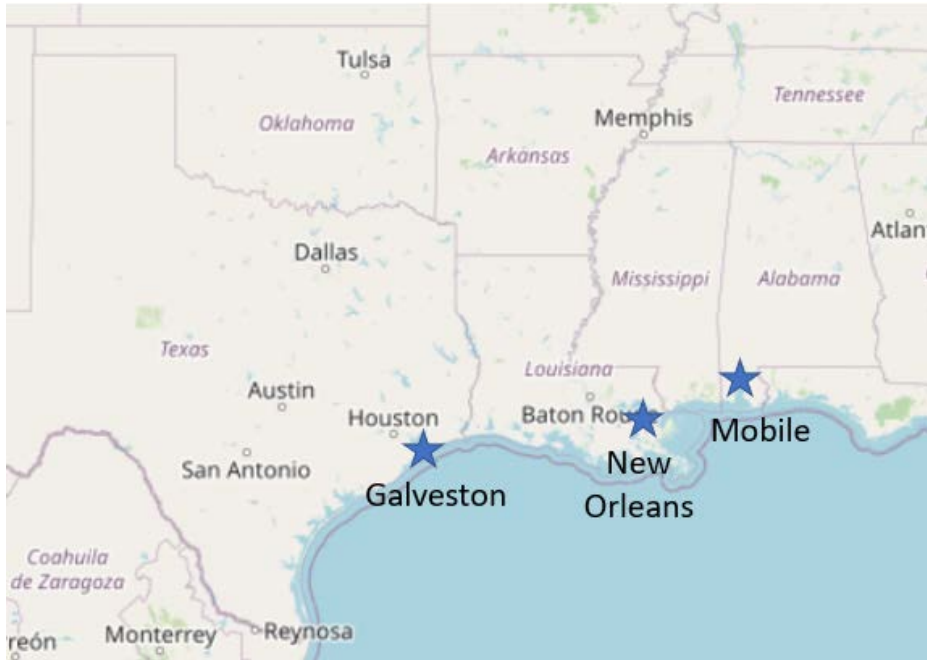 Tulsa
Oklahoma
Tennessee
Memphis
Arkansas
Atlan
Dallas
Mississippi
Alabama
Texas
Louisiana
Austin
Houston
Baton Rou
Mobile
San Antonio
New
Orleans
Galveston
Coahuila
de Zaragoza
Monterrey
Reynosa
reón